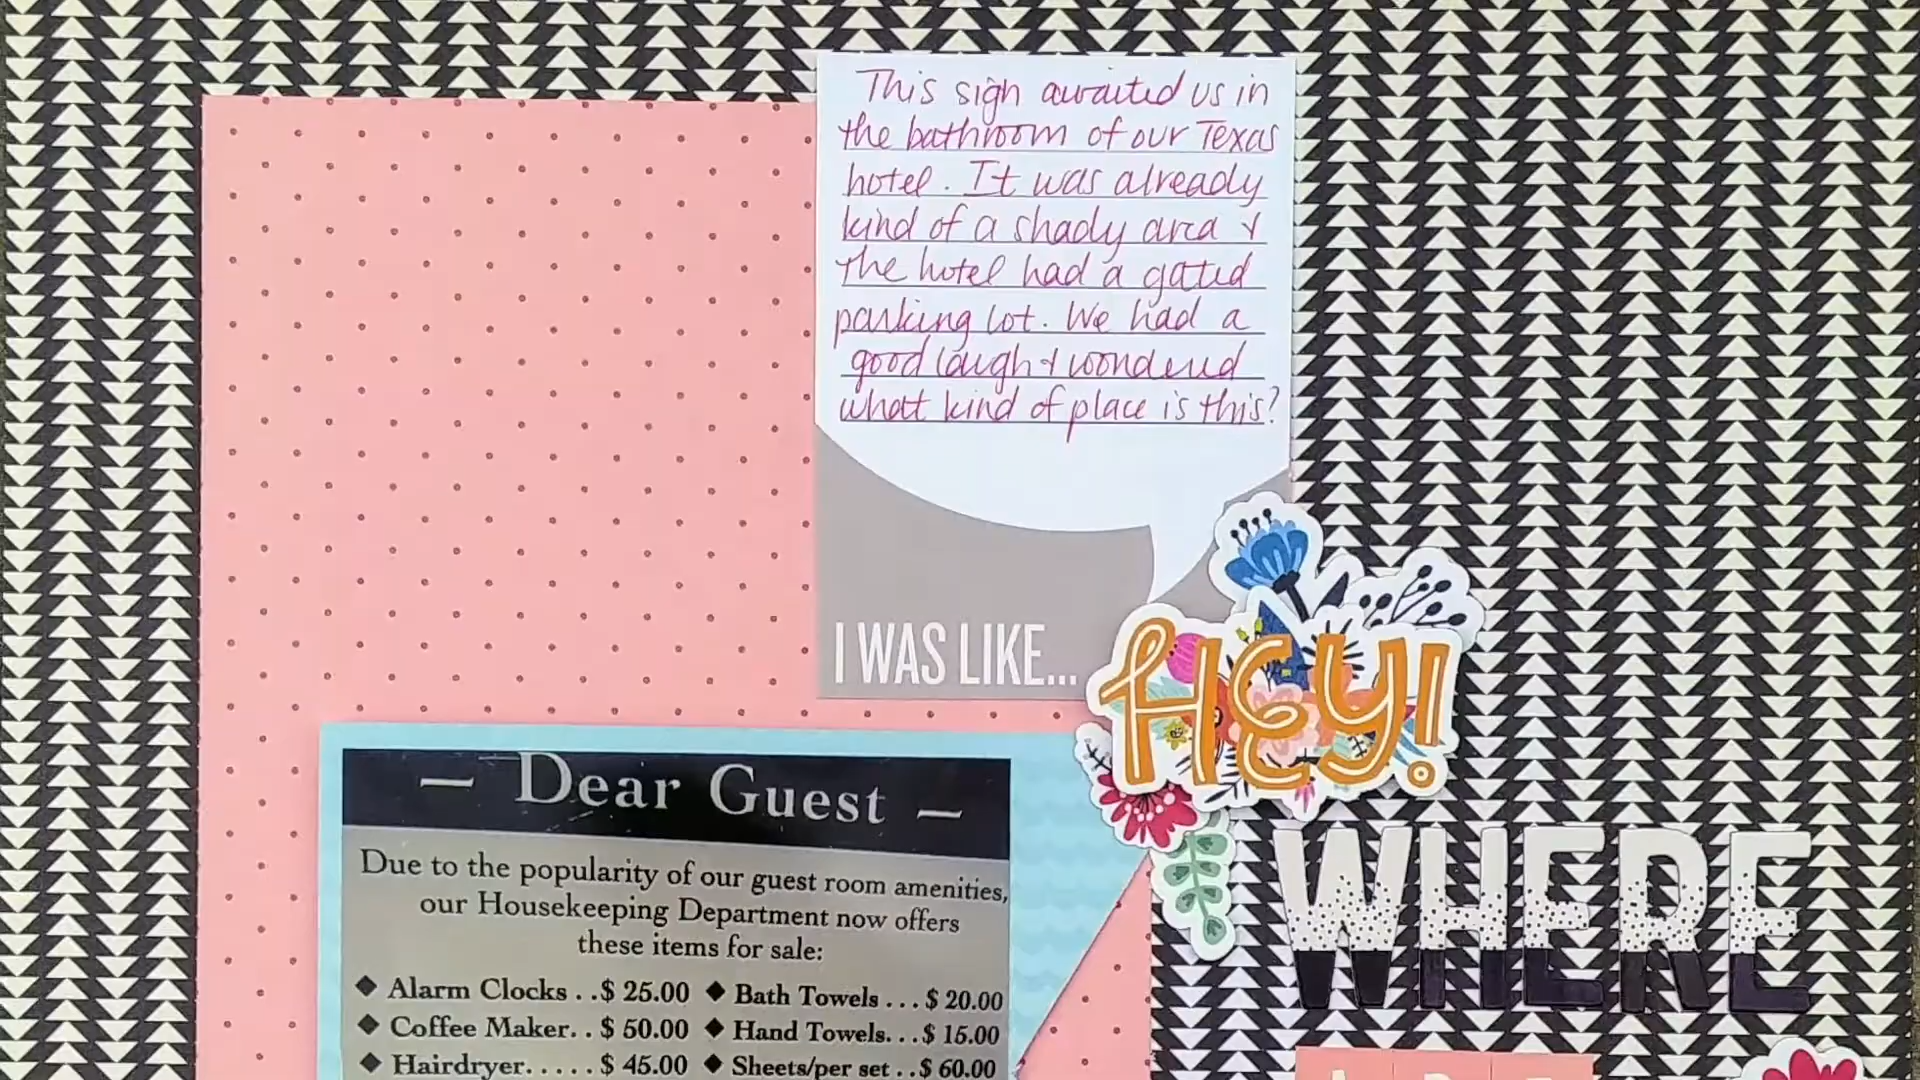 This sigh awaited us in
the bathroom of our Texas
hotel. It was already
kind of a shady area &
the hotel had a gated
parking lot. We had a
good laugh & wondered
what kind of place is this?
I WAS LIKE...
HEY!
— Dear Guest —
Due to the popularity of our guest room amenities,
our Housekeeping Department now offers
these items for sale:
◆ Alarm Clocks . . $ 25.00 ◆ Bath Towels . . . $ 20.00
◆ Coffee Maker. . $ 50.00 ◆ Hand Towels. . . $ 15.00
◆ Hairdryer. . . . . $ 45.00 ◆ Sheets/per set . . $ 60.00
WHERE